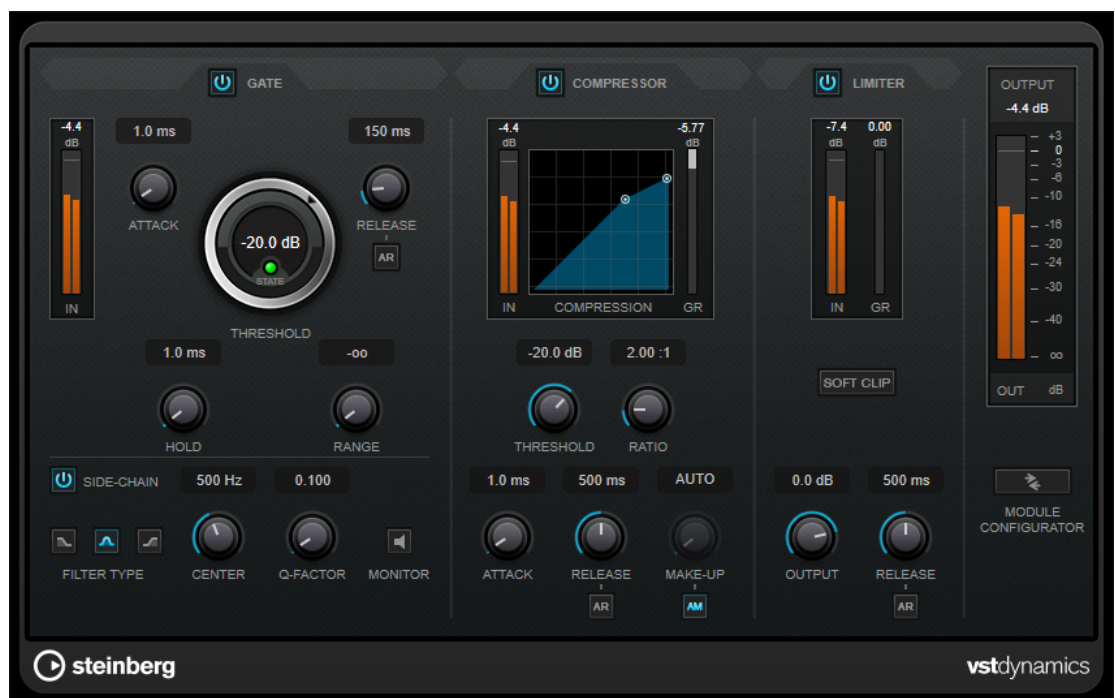 GATE
-4.4
dB
1.0 ms
150 ms
ATTACK
RELEASE
AR
-20.0 dB
STATE
IN
THRESHOLD
1.0 ms
-oo
HOLD
RANGE
SIDE-CHAIN
500 Hz
0.100
FILTER TYPE
CENTER
Q-FACTOR
MONITOR
COMPRESSOR
-4.4
dB
-5.77
dB
IN
COMPRESSION
GR
-20.0 dB
2.00 :1
THRESHOLD
RATIO
1.0 ms
500 ms
AUTO
ATTACK
RELEASE
MAKE-UP
AR
AM
LIMITER
-7.4
0.00
dB
dB
IN
GR
SOFT CLIP
0.0 dB
500 ms
OUTPUT
RELEASE
AR
OUTPUT
-4.4 dB
+3
0
-3
-6
-10
-16
-20
-24
-30
-40
oo
OUT dB
MODULE
CONFIGURATOR
steinberg
vstdynamics